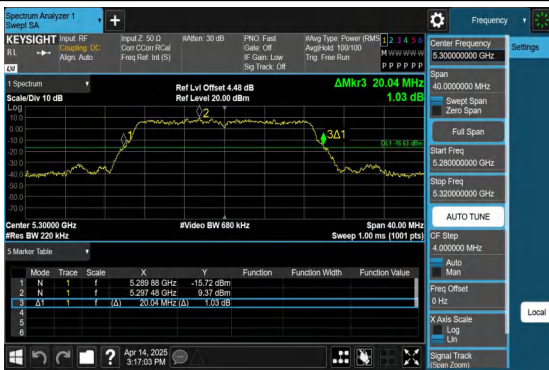 Spectrum Analyzer 1
Swept SA
Frequency
KEYSIGHT
RL
Input: RF
Coupling: DC
Align: Auto
Input Z: 50 Ω
Corr CCorr RCal
Freq Ref: Int (S)
#Atten: 30 dB
PNO: Fast
Gate: Off
IF Gain: Low
Sig Track: Off
#Avg Type: Power (RMS
Avg|Hold: 100/100
Trig: Free Run
1 2 3 4 5 6
M W W W W W
P P P P P P
LXI
1 Spectrum
Scale/Div 10 dB
Ref Lvl Offset 4.48 dB
Ref Level 20.00 dBm
ΔMkr3 20.04 MHz
1.03 dB
Log
10.0
0.00
-10.0
-20.0
-30.0
-40.0
-50.0
-60.0
-70.0
1
2
3Δ1
DL1 -16.63 dBm
Center 5.30000 GHz
#Res BW 220 kHz
#Video BW 680 kHz
Span 40.00 MHz
Sweep 1.00 ms (1001 pts)
5 Marker Table
Mode Trace Scale X Y Function Function Width Function Value
1 N 1 f 5.289 88 GHz -15.72 dBm
2 N 1 f 5.297 48 GHz 9.37 dBm
3 Δ1 1 f (Δ) 20.04 MHz (Δ) 1.03 dB
4
5
6
Apr 14, 2025
3:17:03 PM
Center Frequency
5.300000000 GHz
Settings
Span
40.0000000 MHz
Swept Span
Zero Span
Full Span
Start Freq
5.280000000 GHz
Stop Freq
5.320000000 GHz
AUTO TUNE
CF Step
4.000000 MHz
Auto
Man
Freq Offset
0 Hz
X Axis Scale
Log
Lin
Signal Track
(Span Zoom)
Local